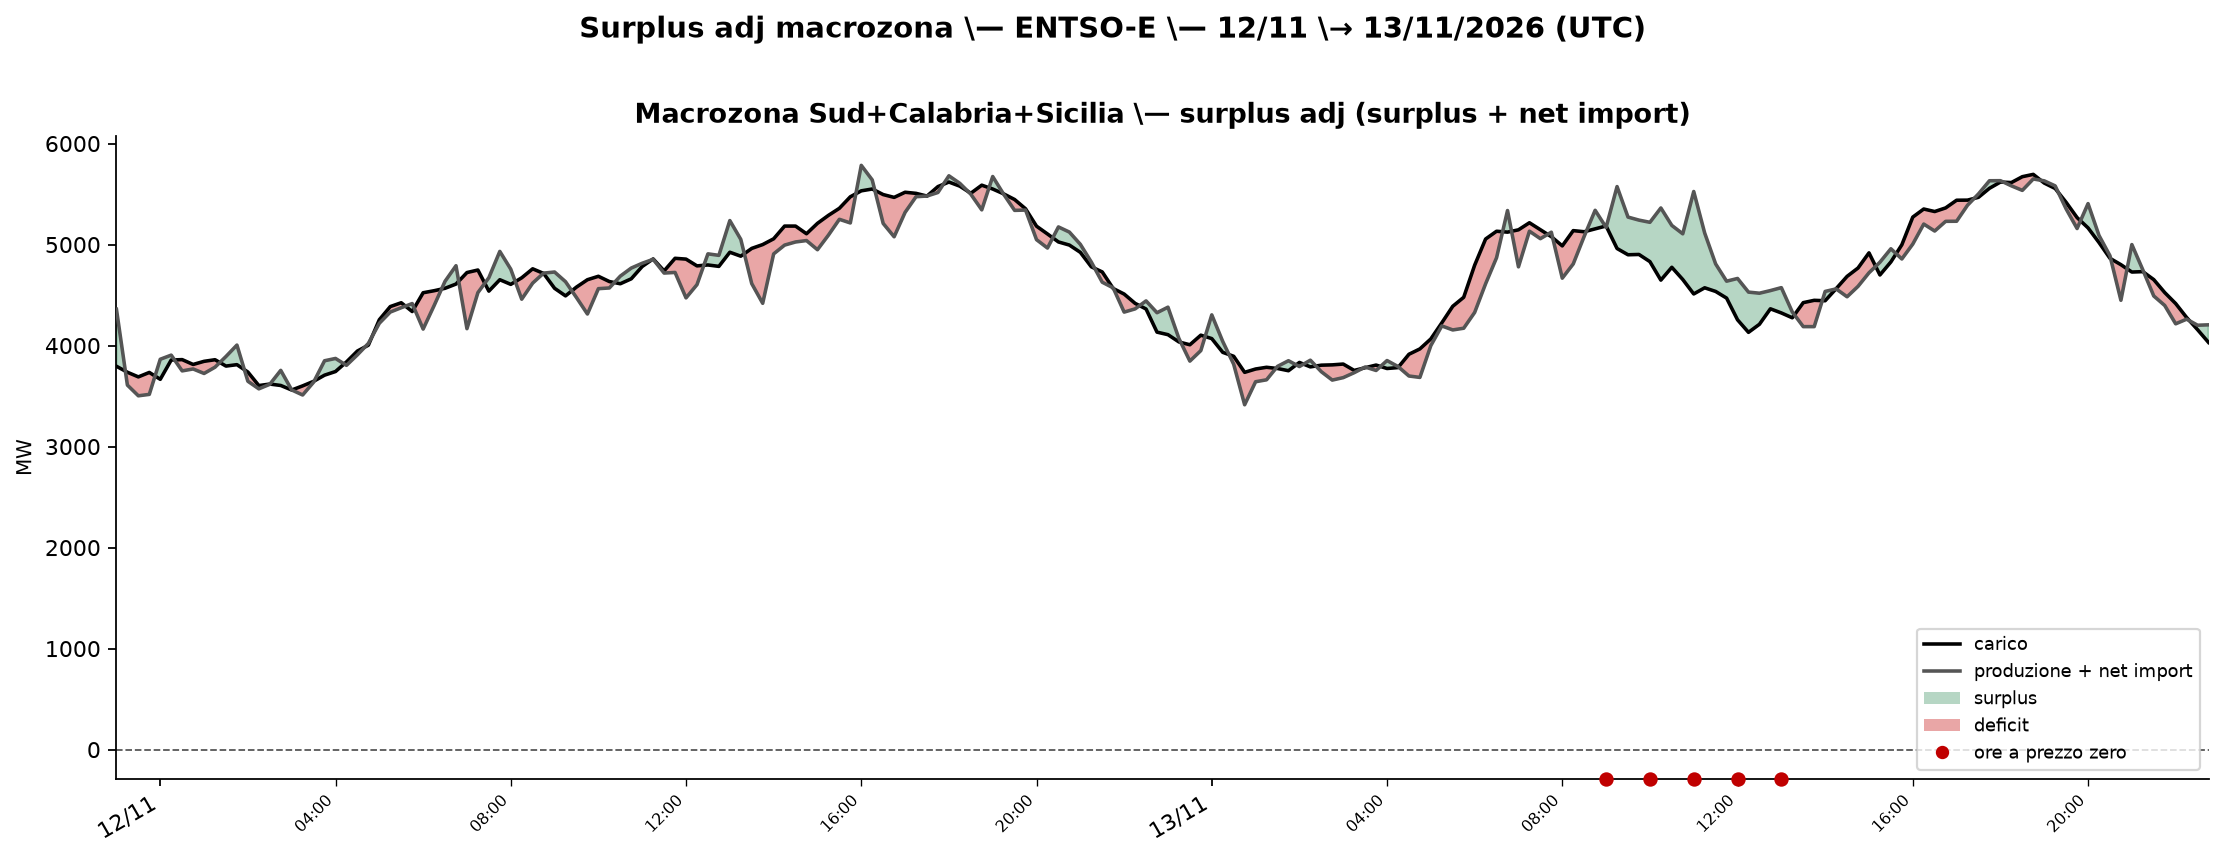 Surplus adj macrozona \— ENTSO-E \— 12/11 \→ 13/11/2026 (UTC)
Macrozona Sud+Calabria+Sicilia \— surplus adj (surplus + net import)
6000
5000
4000
3000
2000
1000
0
MW
carico
produzione + net import
surplus
deficit
ore a prezzo zero
12/11
04:00
08:00
12:00
16:00
20:00
13/11
04:00
08:00
12:00
16:00
20:00